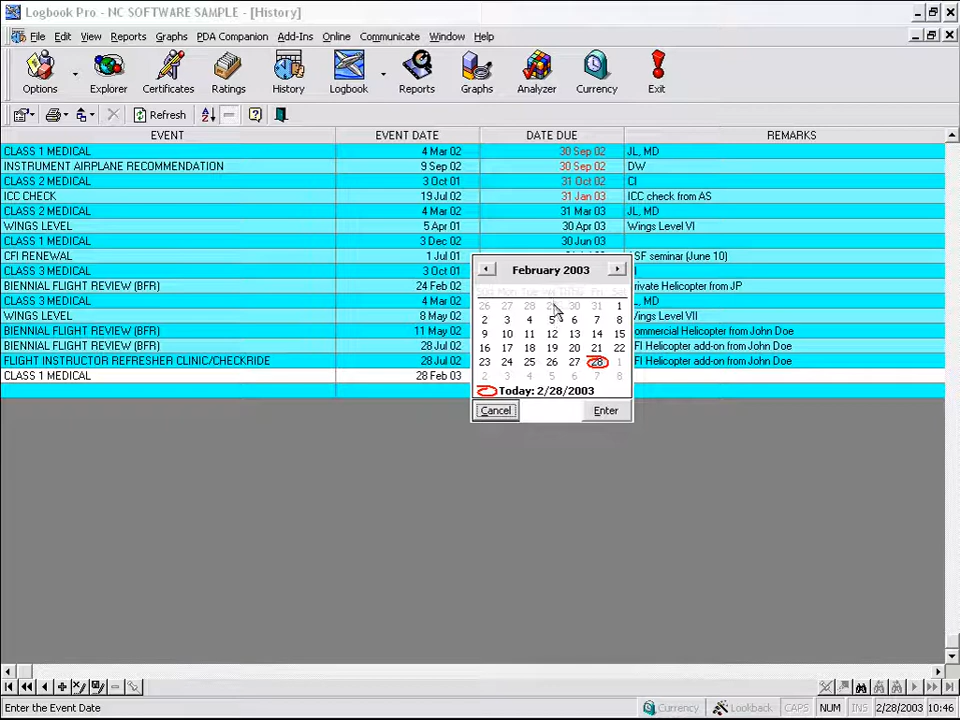 Logbook Pro - NC SOFTWARE SAMPLE - [History]
File Edit View Reports Graphs PDA Companion Add-Ins Online Communicate Window Help
Options Explorer Certificates Ratings History Logbook Reports Graphs Analyzer Currency Exit
Refresh
EVENT EVENT DATE DATE DUE REMARKS
CLASS 1 MEDICAL 4 Mar 02 30 Sep 02 JL, MD
INSTRUMENT AIRPLANE RECOMMENDATION 9 Sep 02 30 Sep 02 DW
CLASS 2 MEDICAL 3 Oct 01 31 Oct 02 CI
ICC CHECK 19 Jul 02 31 Jan 03 ICC check from AS
CLASS 2 MEDICAL 4 Mar 02 31 Mar 03 JL, MD
WINGS LEVEL 5 Apr 01 30 Apr 03 Wings Level VI
CLASS 1 MEDICAL 3 Dec 02 30 Jun 03
CFI RENEWAL 1 Jul 01 SF seminar (June 10)
CLASS 3 MEDICAL 3 Oct 01
BIENNIAL FLIGHT REVIEW (BFR) 24 Feb 02 rivate Helicopter from JP
CLASS 3 MEDICAL 4 Mar 02 , MD
WINGS LEVEL 8 May 02 ings Level VII
BIENNIAL FLIGHT REVIEW (BFR) 11 May 02 ommercial Helicopter from John Doe
BIENNIAL FLIGHT REVIEW (BFR) 28 Jul 02 FI Helicopter add-on from John Doe
FLIGHT INSTRUCTOR REFRESHER CLINIC/CHECKRIDE 28 Jul 02 FI Helicopter add-on from John Doe
CLASS 1 MEDICAL 28 Feb 03
February 2003
Sun Mon Tue Fri Sat
26 27 28 29 30 31 1
2 3 4 5 6 7 8
9 10 11 12 13 14 15
16 17 18 19 20 21 22
23 24 25 26 27 28 1
2 3 4 5 6 7 8
Today: 2/28/2003
Cancel Enter
Enter the Event Date Currency Lookback CAPS NUM INS 2/28/2003 10:46